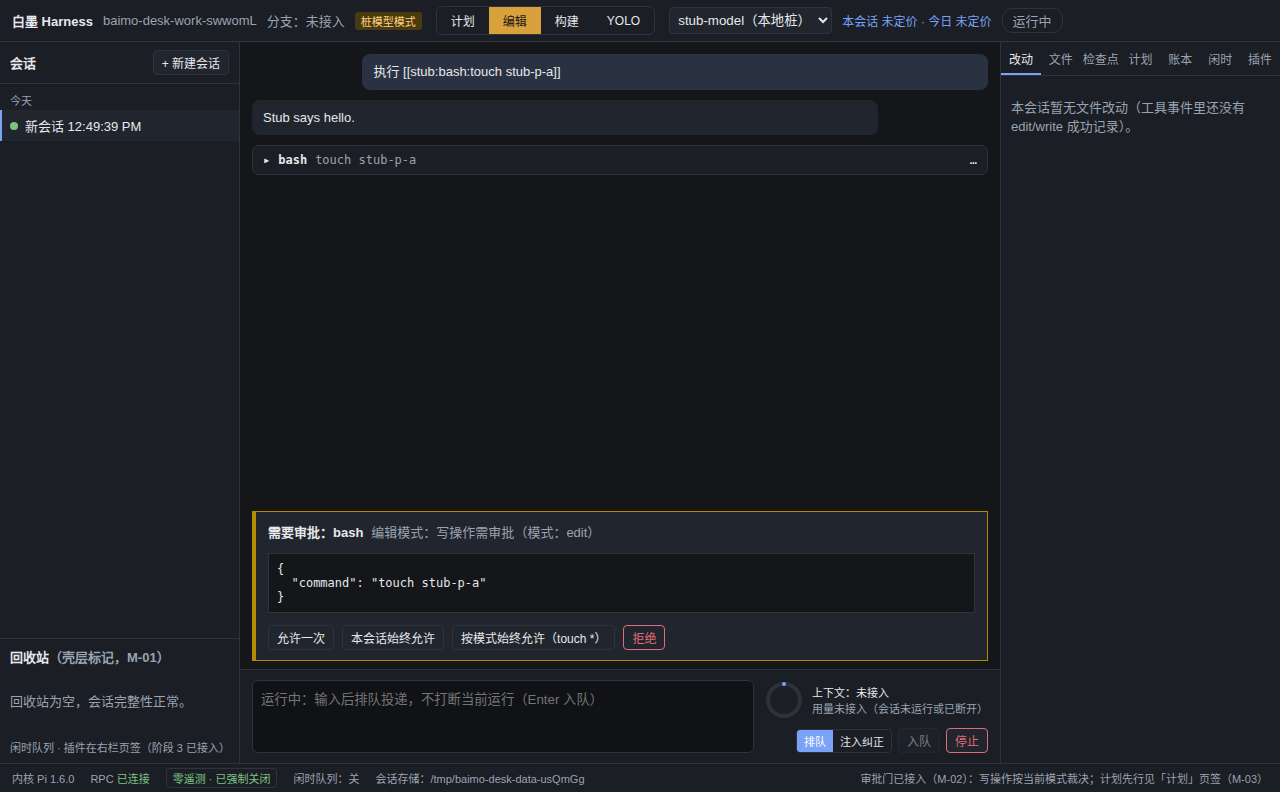 白垩 Harness baimo-desk-work-swwomL 分支：未接入 桩模型模式 计划 编辑 构建 YOLO stub-model（本地桩） 本会话 未定价 · 今日 未定价 运行中
会话 + 新建会话
今天
新会话 12:49:39 PM
回收站（壳层标记，M-01）
回收站为空，会话完整性正常。
闲时队列 · 插件在右栏页签（阶段 3 已接入）
执行 [[stub:bash:touch stub-p-a]]
Stub says hello.
▸ bash touch stub-p-a …
需要审批：bash 编辑模式：写操作需审批（模式：edit）
{
"command": "touch stub-p-a"
}
允许一次 本会话始终允许 按模式始终允许（touch *） 拒绝
运行中：输入后排队投递，不打断当前运行（Enter 入队）
上下文：未接入
用量未接入（会话未运行或已断开）
排队 注入纠正 入队 停止
改动 文件 检查点 计划 账本 闲时 插件
本会话暂无文件改动（工具事件里还没有
edit/write 成功记录）。
内核 Pi 1.6.0 RPC 已连接 零遥测 · 已强制关闭 闲时队列：关 会话存储：/tmp/baimo-desk-data-usQmGg 审批门已接入（M-02）：写操作按当前模式裁决；计划先行见「计划」页签（M-03）